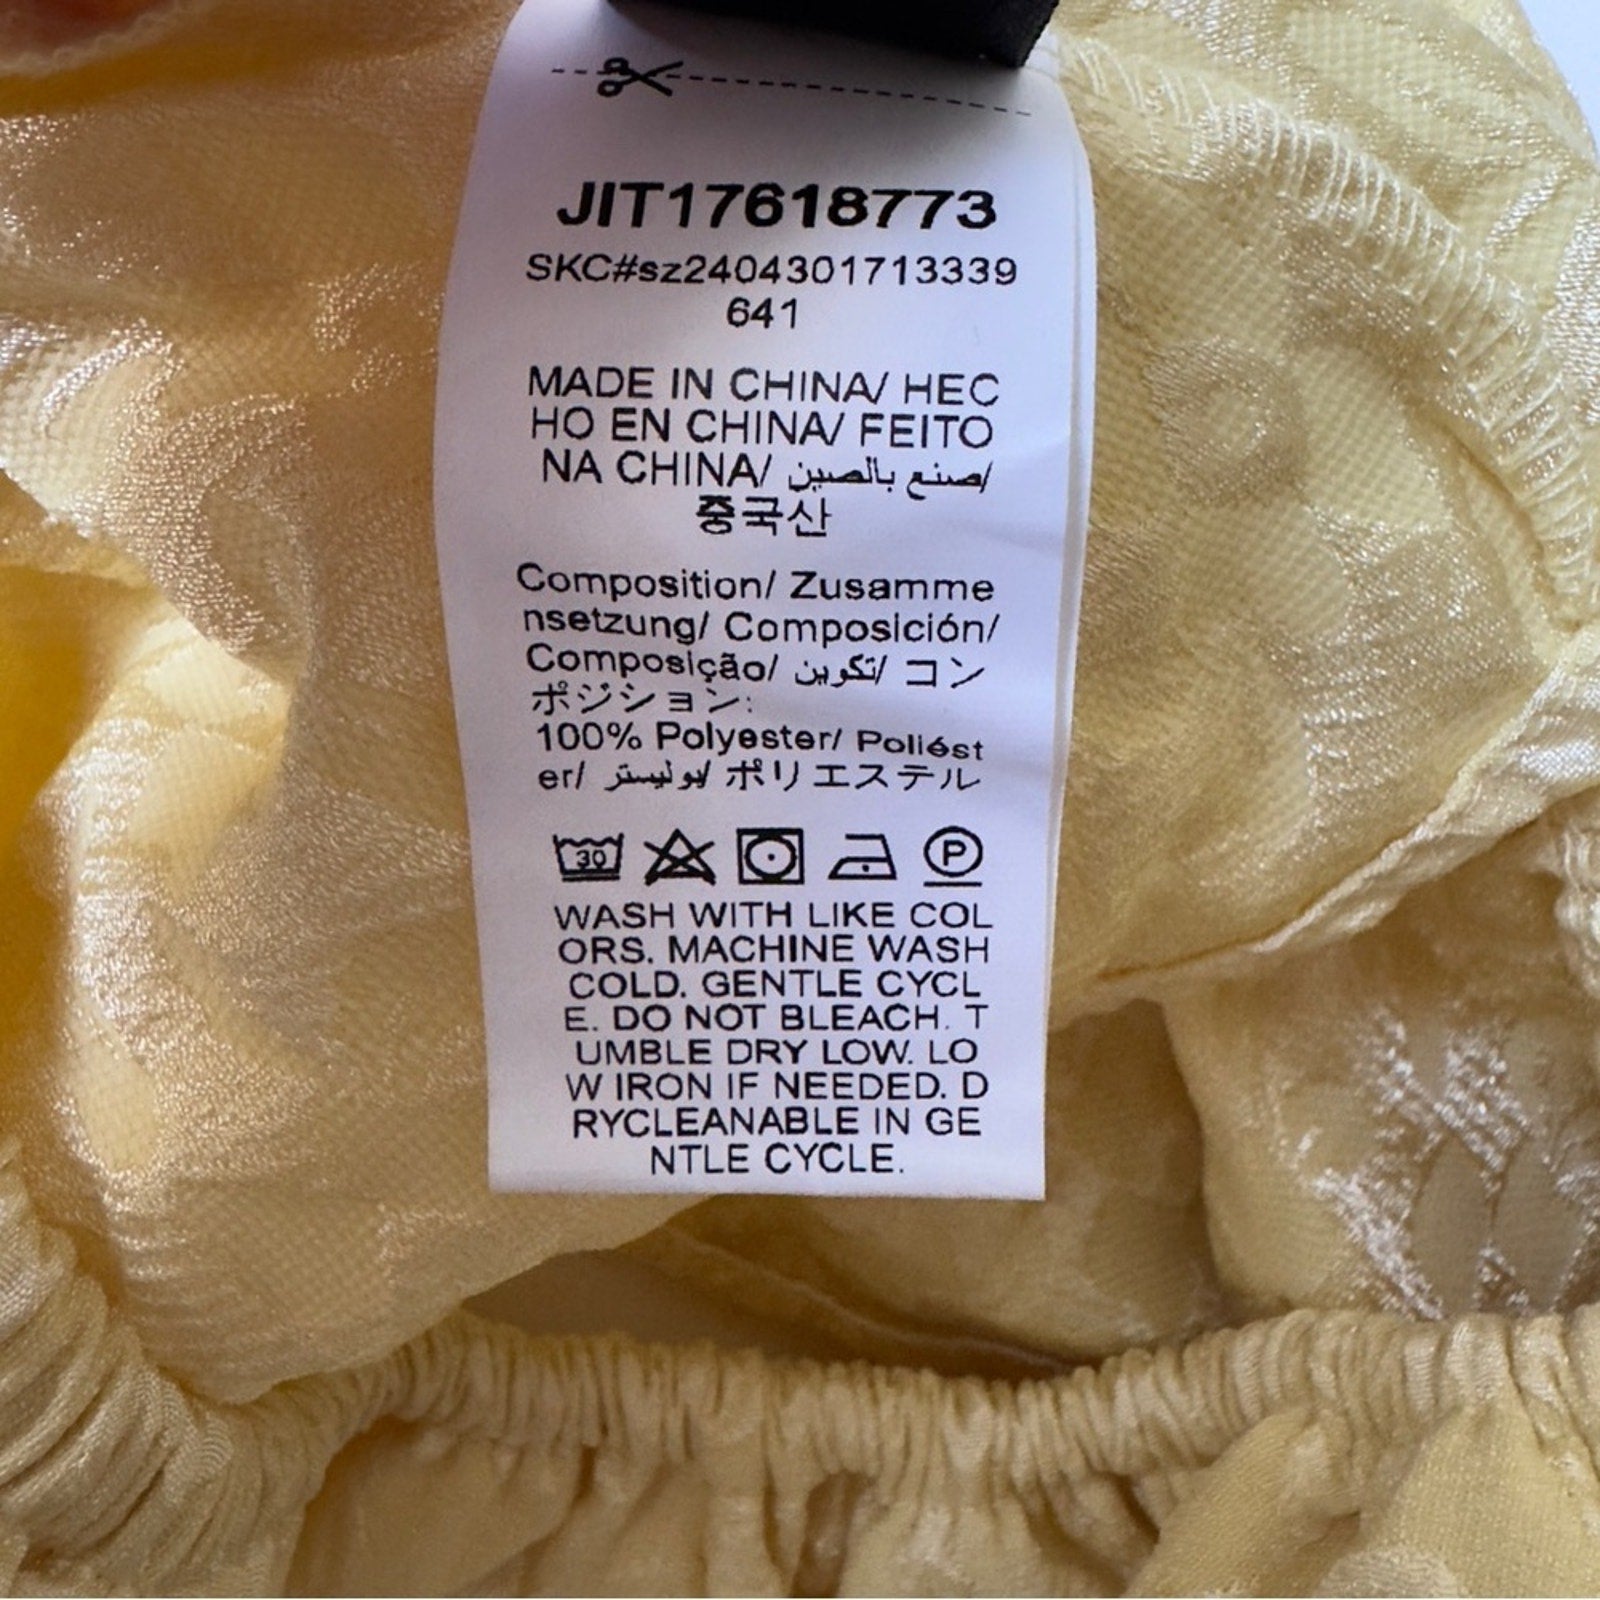 JIT17618773
SKC#sz2404301713339
641
MADE IN CHINA/ HEC
HO EN CHINA/ FEITO
NA CHINA/ صنع بالصين/
중국산
Composition/ Zusamme
nsetzung/ Composición/
Composição/ تكوين/ コン
ポジション:
100% Polyester/ Poliést
er/ بوليستر/ ポリエステル
30 P
WASH WITH LIKE COL
ORS. MACHINE WASH
COLD. GENTLE CYCL
E. DO NOT BLEACH. T
UMBLE DRY LOW. LO
W IRON IF NEEDED. D
RYCLEANABLE IN GE
NTLE CYCLE.